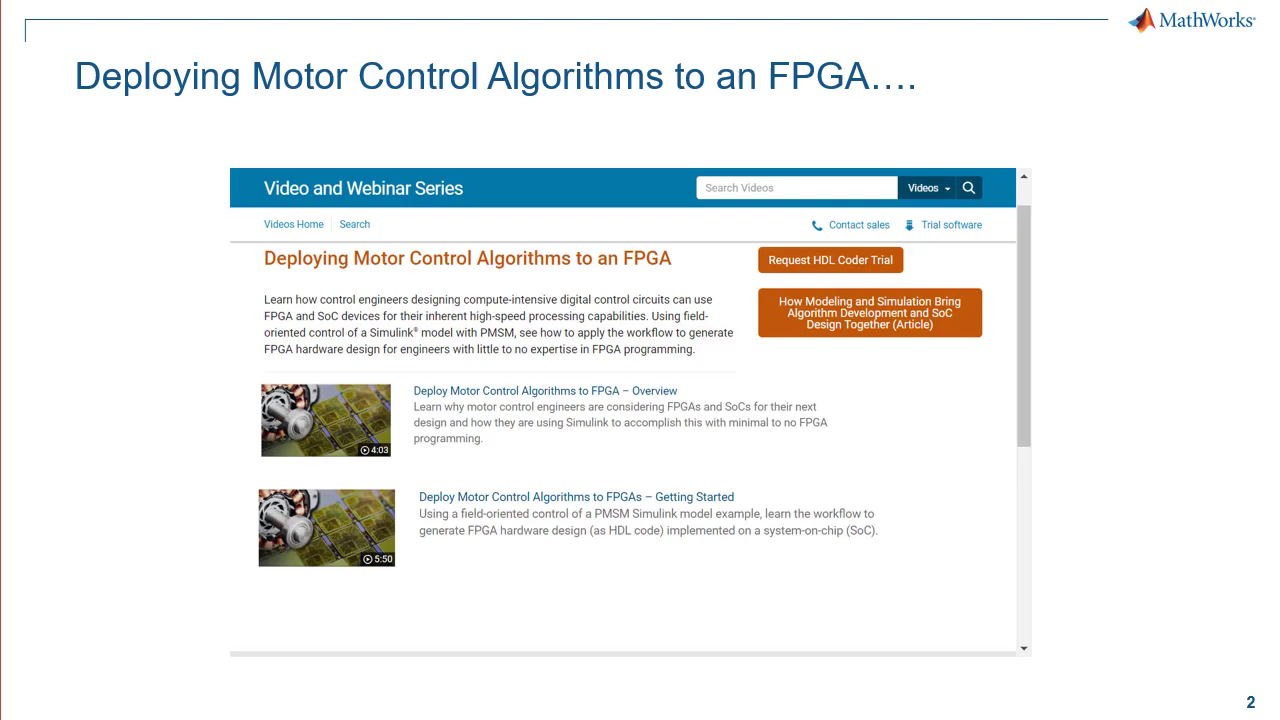 MathWorks®
Deploying Motor Control Algorithms to an FPGA….
Video and Webinar Series
Search Videos
Videos
Videos Home
Search
Contact sales
Trial software
Deploying Motor Control Algorithms to an FPGA
Request HDL Coder Trial
Learn how control engineers designing compute-intensive digital control circuits can use
FPGA and SoC devices for their inherent high-speed processing capabilities. Using field-
oriented control of a Simulink® model with PMSM, see how to apply the workflow to generate
FPGA hardware design for engineers with little to no expertise in FPGA programming.
How Modeling and Simulation Bring
Algorithm Development and SoC
Design Together (Article)
Deploy Motor Control Algorithms to FPGA – Overview
Learn why motor control engineers are considering FPGAs and SoCs for their next
design and how they are using Simulink to accomplish this with minimal to no FPGA
programming.
4:03
Deploy Motor Control Algorithms to FPGAs – Getting Started
Using a field-oriented control of a PMSM Simulink model example, learn the workflow to
generate FPGA hardware design (as HDL code) implemented on a system-on-chip (SoC).
5:50
2